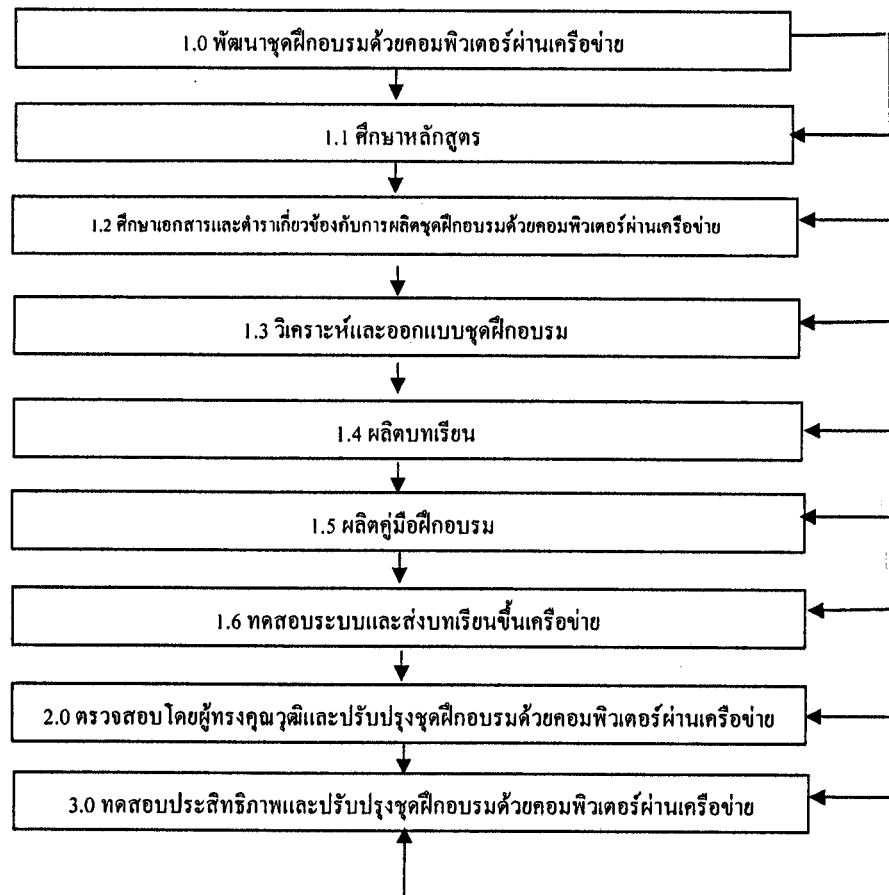 1.0 พัฒนาชุดฝึกอบรมด้วยคอมพิวเตอร์ผ่านเครือข่าย
1.1 ศึกษาหลักสูตร
1.2 ศึกษาเอกสารและตำราเกี่ยวข้องกับการผลิตชุดฝึกอบรมด้วยคอมพิวเตอร์ผ่านเครือข่าย
1.3 วิเคราะห์และออกแบบชุดฝึกอบรม
1.4 ผลิตบทเรียน
1.5 ผลิตคู่มือฝึกอบรม
1.6 ทดสอบระบบและส่งบทเรียนขึ้นเครือข่าย
2.0 ตรวจสอบโดยผู้ทรงคุณวุฒิและปรับปรุงชุดฝึกอบรมด้วยคอมพิวเตอร์ผ่านเครือข่าย
3.0 ทดสอบประสิทธิภาพและปรับปรุงชุดฝึกอบรมด้วยคอมพิวเตอร์ผ่านเครือข่าย